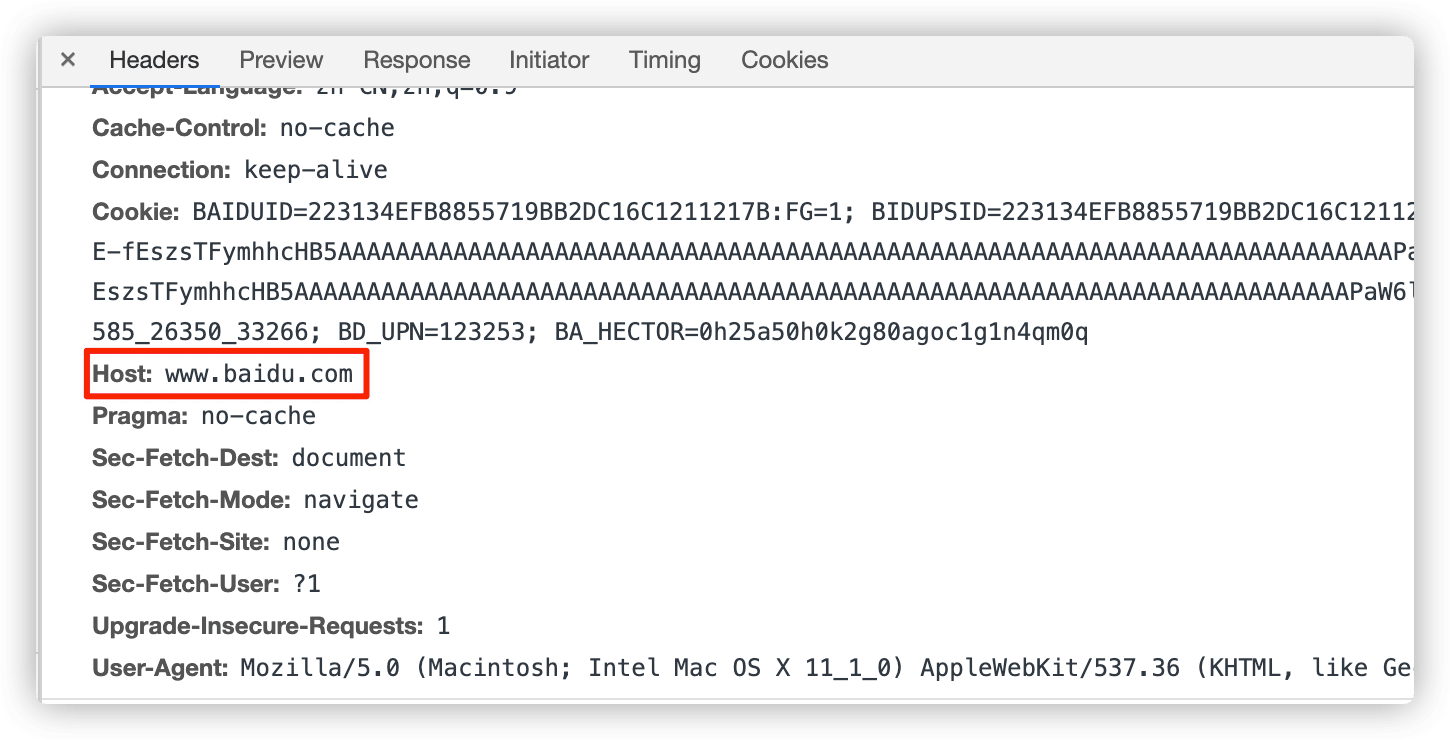 × Headers Preview Response Initiator Timing Cookies
Accept-Language: zh-CN,zh;q=0.9
Cache-Control: no-cache
Connection: keep-alive
Cookie: BAIDUID=223134EFB8855719BB2DC16C1211217B:FG=1; BIDUPSID=223134EFB8855719BB2DC16C12112
E-fEszsTFymhhcHB5AAAAAAAAAAAAAAAAAAAAAAAAAAAAAAAAAAAAAAAAAAAAAAAAAAAAAAAAAAAAAAAAAAAAAAAAPa
EszsTFymhhcHB5AAAAAAAAAAAAAAAAAAAAAAAAAAAAAAAAAAAAAAAAAAAAAAAAAAAAAAAAAAAAAAAAAAAAAAAAPaW6l
585_26350_33266; BD_UPN=123253; BA_HECTOR=0h25a50h0k2g80agoc1g1n4qm0q
Host: www.baidu.com
Pragma: no-cache
Sec-Fetch-Dest: document
Sec-Fetch-Mode: navigate
Sec-Fetch-Site: none
Sec-Fetch-User: ?1
Upgrade-Insecure-Requests: 1
User-Agent: Mozilla/5.0 (Macintosh; Intel Mac OS X 11_1_0) AppleWebKit/537.36 (KHTML, like Ge